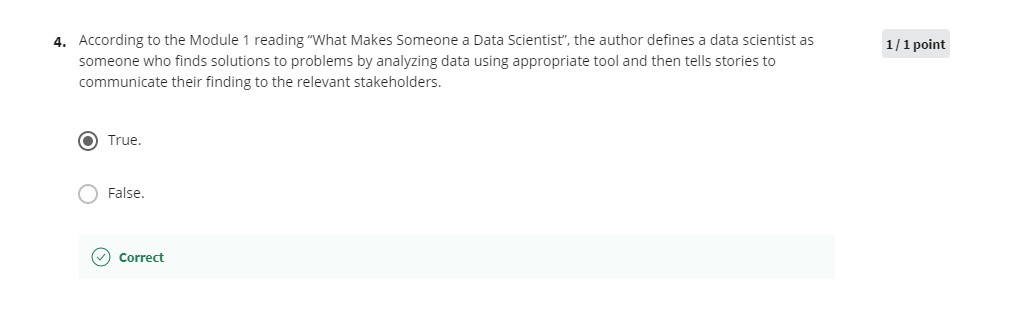 4. According to the Module 1 reading “What Makes Someone a Data Scientist”, the author defines a data scientist as
1 / 1 point
someone who finds solutions to problems by analyzing data using appropriate tool and then tells stories to
communicate their finding to the relevant stakeholders.
True.
False.
Correct